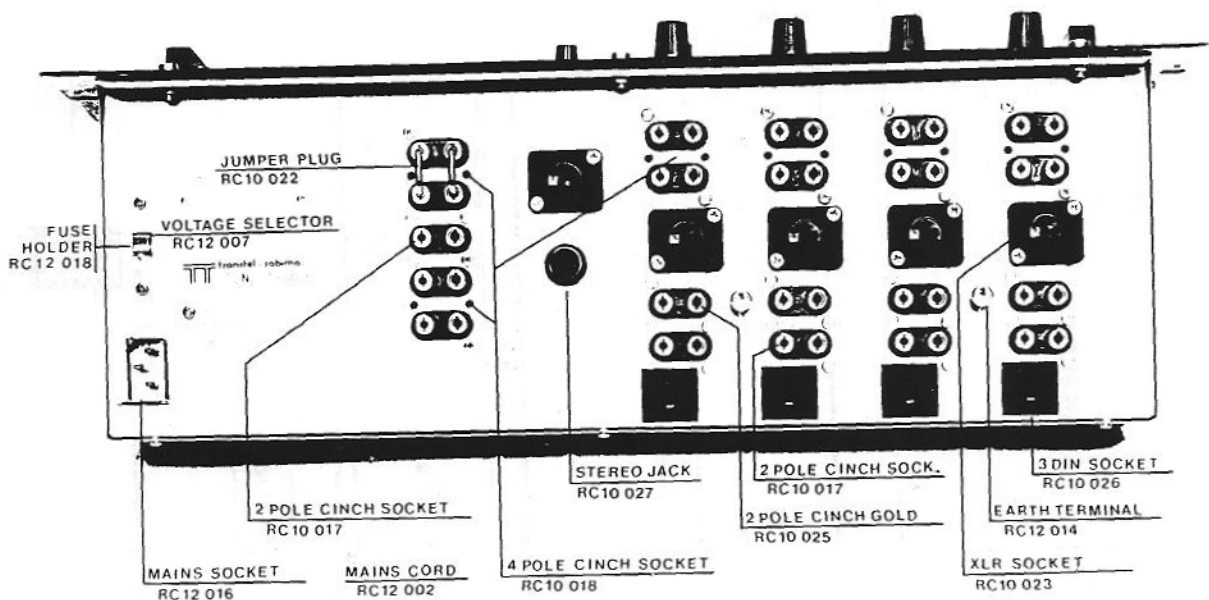 JUMPER PLUG
RC10 022
VOLTAGE SELECTOR
RC12 007
FUSE
HOLDER
RC12 018
transtel - sabima
N
STEREO JACK
RC10 027
2 POLE CINCH SOCK.
RC10 017
3 DIN SOCKET
RC10 026
2 POLE CINCH SOCKET
RC10 017
2 POLE CINCH GOLD
RC10 025
EARTH TERMINAL
RC12 014
MAINS SOCKET
RC12 016
MAINS CORD
RC12 002
4 POLE CINCH SOCKET
RC10 018
XLR SOCKET
RC10 023